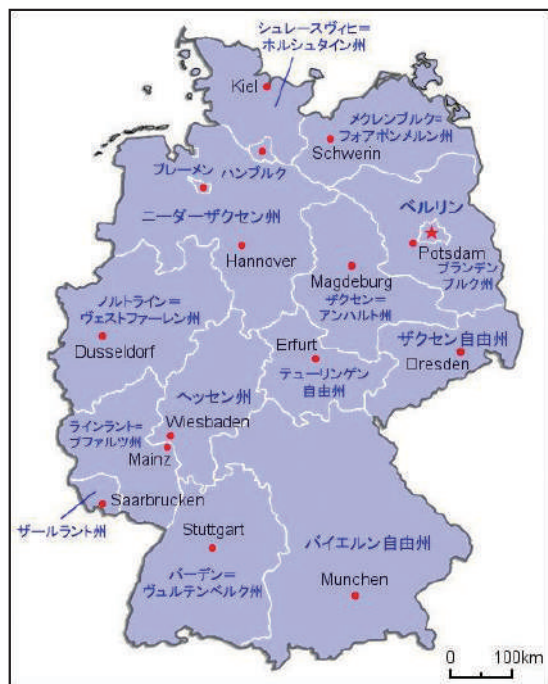 シュレースヴィヒ=
ホルシュタイン州
Kiel
メクレンブルク=
フォアポンメルン州
Schwerin
ブレーメン
ハンブルク
ニーダーザクセン州
Hannover
ベルリン
Potsdam
ブランデン
ブルク州
Magdeburg
ザクセン=
アンハルト州
ノルトライン=
ヴェストファーレン州
Dusseldorf
Erfurt
テューリンゲン
自由州
ザクセン自由州
Dresden
ヘッセン州
Wiesbaden
ラインラント=
プファルツ州
Mainz
Saarbrucken
ザールラント州
Stuttgart
バーデン=
ヴュルテンベルク州
バイエルン自由州
Munchen
0 100km